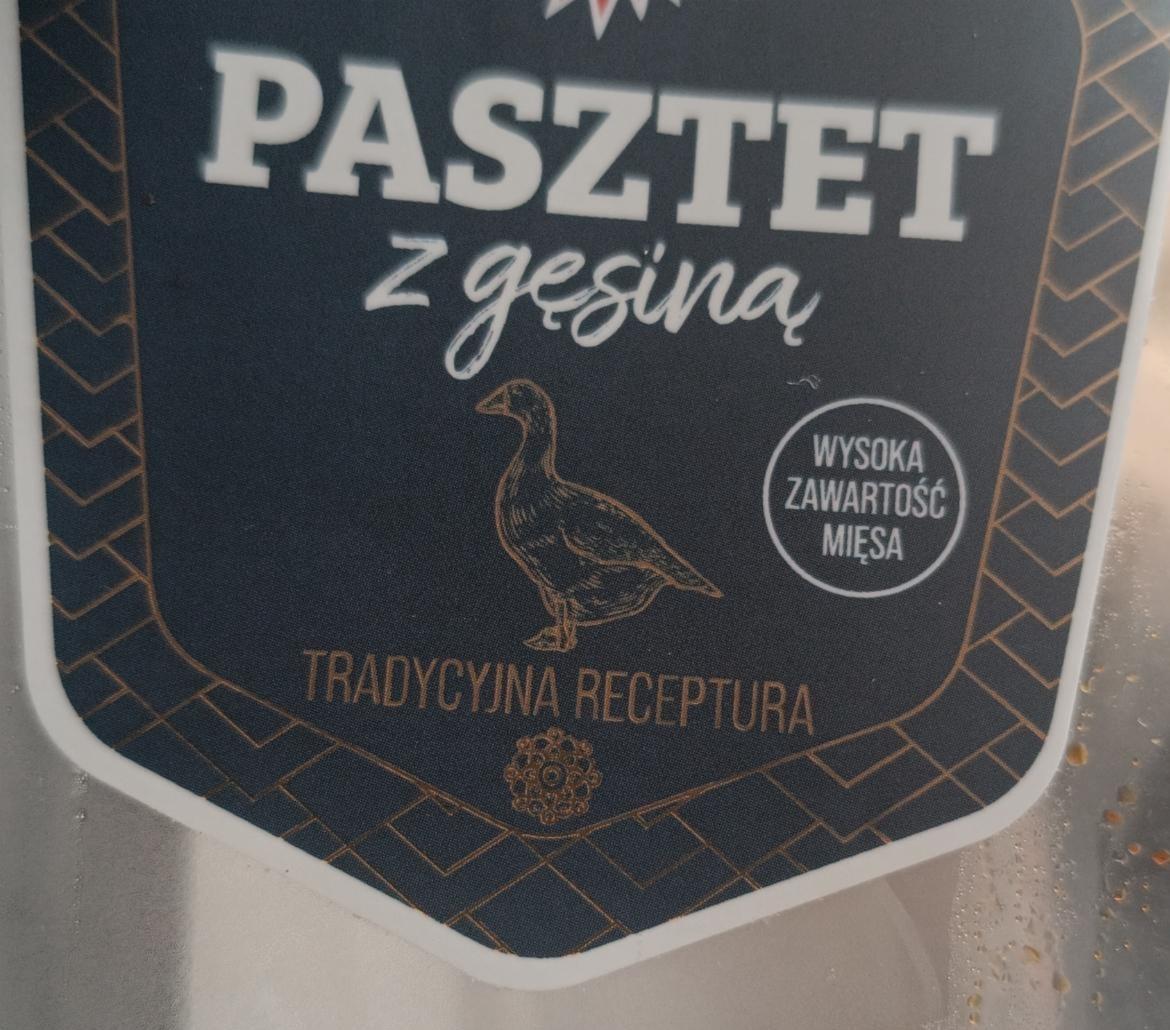 PASZTET
z gęsiną
WYSOKA
ZAWARTOŚĆ
MIĘSA
TRADYCYJNA RECEPTURA